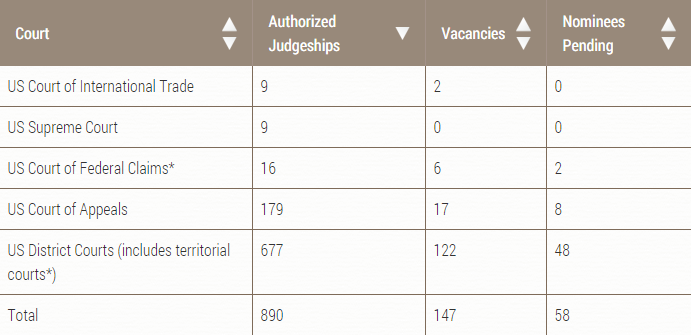 Court Authorized Judgeships Vacancies Nominees Pending
US Court of International Trade 9 2 0
US Supreme Court 9 0 0
US Court of Federal Claims* 16 6 2
US Court of Appeals 179 17 8
US District Courts (includes territorial courts*) 677 122 48
Total 890 147 58